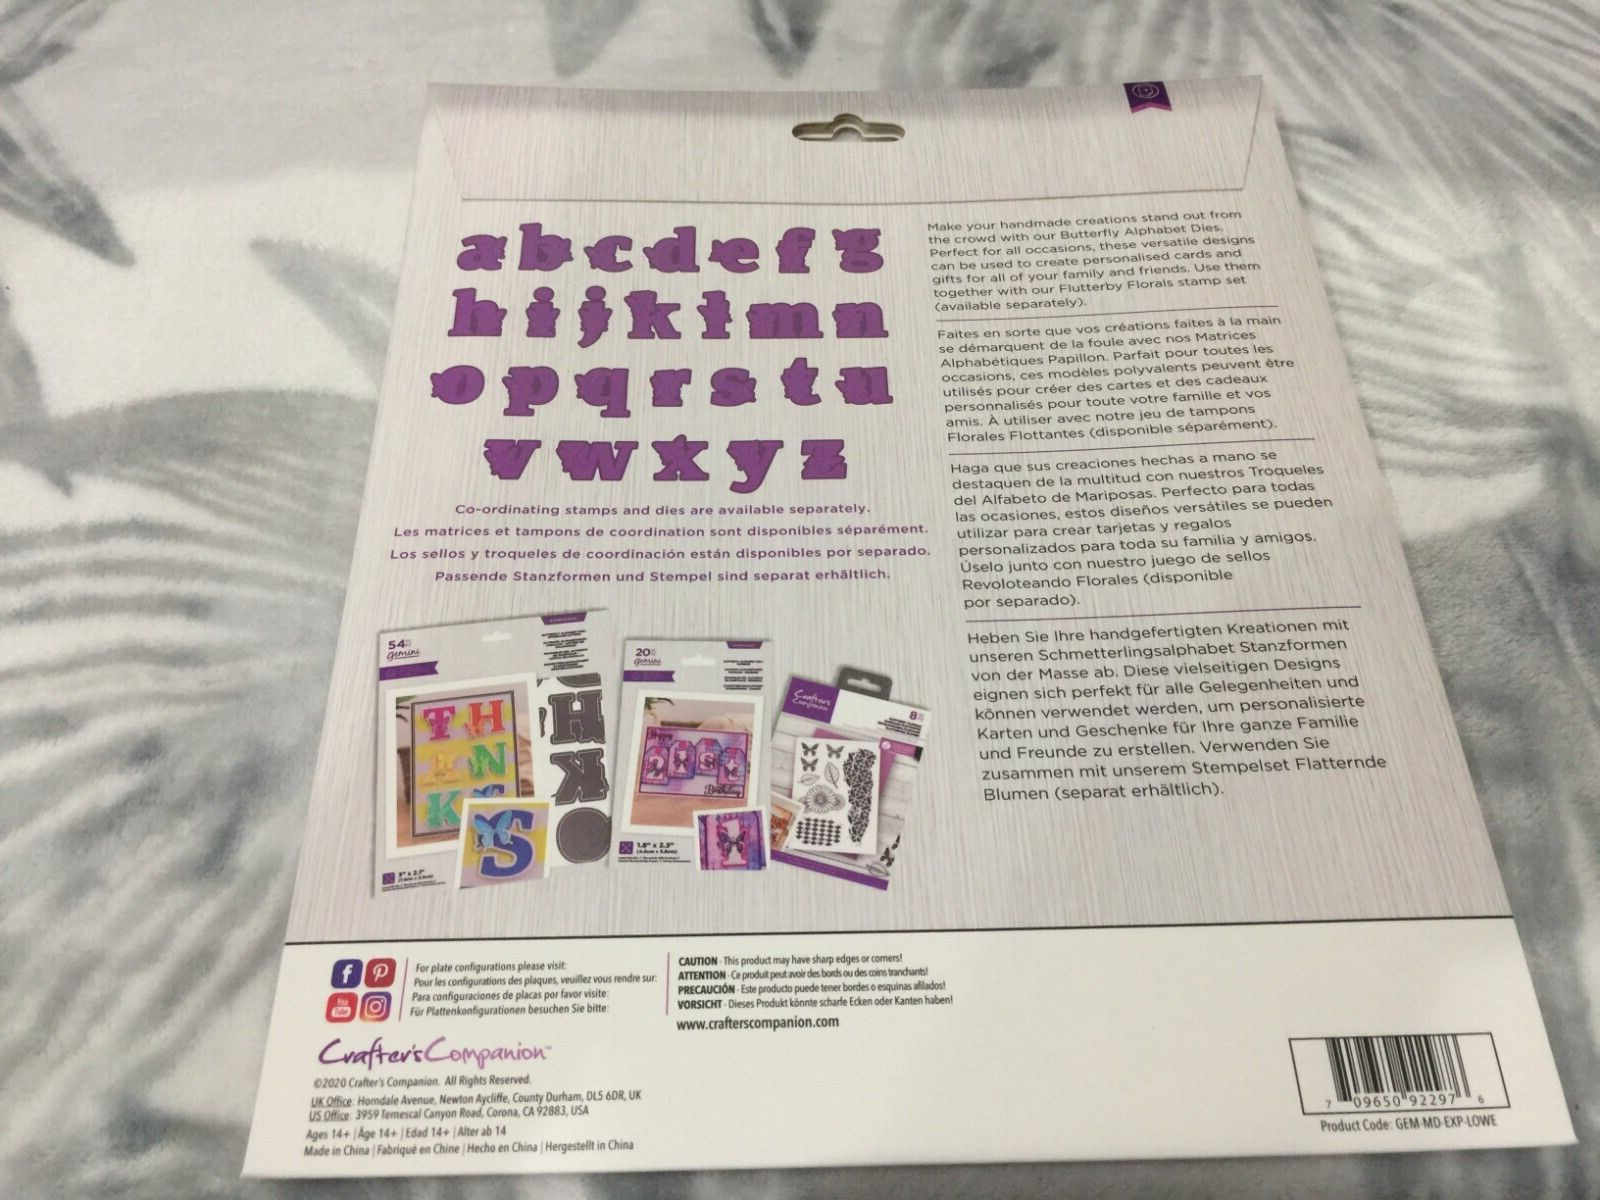 a b c d e f g
h i j k l m n
o p q r s t u
v w x y z
Co-ordinating stamps and dies are available separately.
Les matrices et tampons de coordination sont disponibles séparément.
Los sellos y troqueles de coordinación están disponibles por separado.
Passende Stanzformen und Stempel sind separat erhältlich.
Make your handmade creations stand out from
the crowd with our Butterfly Alphabet Dies.
Perfect for all occasions, these versatile designs
can be used to create personalised cards and
gifts for all of your family and friends. Use them
together with our Flutterby Florals stamp set
(available separately).
Faites en sorte que vos créations faites à la main
se démarquent de la foule avec nos Matrices
Alphabétiques Papillon. Parfait pour toutes les
occasions, ces modèles polyvalents peuvent être
utilisés pour créer des cartes et des cadeaux
personnalisés pour toute votre famille et vos
amis. À utiliser avec notre jeu de tampons
Florales Flottantes (disponible séparément).
Haga que sus creaciones hechas a mano se
destaquen de la multitud con nuestros Troqueles
del Alfabeto de Mariposas. Perfecto para todas
las ocasiones, estos diseños versátiles se pueden
utilizar para crear tarjetas y regalos
personalizados para toda su familia y amigos.
Úselo junto con nuestro juego de sellos
Revoloteando Florales (disponible
por separado).
Heben Sie Ihre handgefertigten Kreationen mit
unseren Schmetterlingsalphabet Stanzformen
von der Masse ab. Diese vielseitigen Designs
eignen sich perfekt für alle Gelegenheiten und
können verwendet werden, um personalisierte
Karten und Geschenke für Ihre ganze Familie
und Freunde zu erstellen. Verwenden Sie
zusammen mit unserem Stempelset Flatternde
Blumen (separat erhältlich).
54
gemini
T H
A N
K S
S
H
K
20
gemini
Happy
Birthday
1.8" x 2.3"
Crafter's
Companion
8
For plate configurations please visit:
Pour les configurations des plaques, veuillez vous rendre sur:
Para configuraciones de placas por favor visite:
Für Plattenkonfigurationen besuchen Sie bitte:
You
Tube
CAUTION - This product may have sharp edges or corners!
ATTENTION - Ce produit peut avoir des bords ou des coins tranchants!
PRECAUCIÓN - Este producto puede tener bordes o esquinas afilados!
VORSICHT - Dieses Produkt könnte scharfe Ecken oder Kanten haben!
www.crafterscompanion.com
Crafter's Companion™
©2020 Crafter's Companion. All Rights Reserved.
UK Office: Horndale Avenue, Newton Aycliffe, County Durham, DL5 6DR, UK
US Office: 3959 Temescal Canyon Road, Corona, CA 92883, USA
Ages 14+ | Âge 14+ | Edad 14+ | Alter ab 14
Made in China | Fabriqué en Chine | Hecho en China | Hergestellt in China
7 09650 92297 6
Product Code: GEM-MD-EXP-LOWE